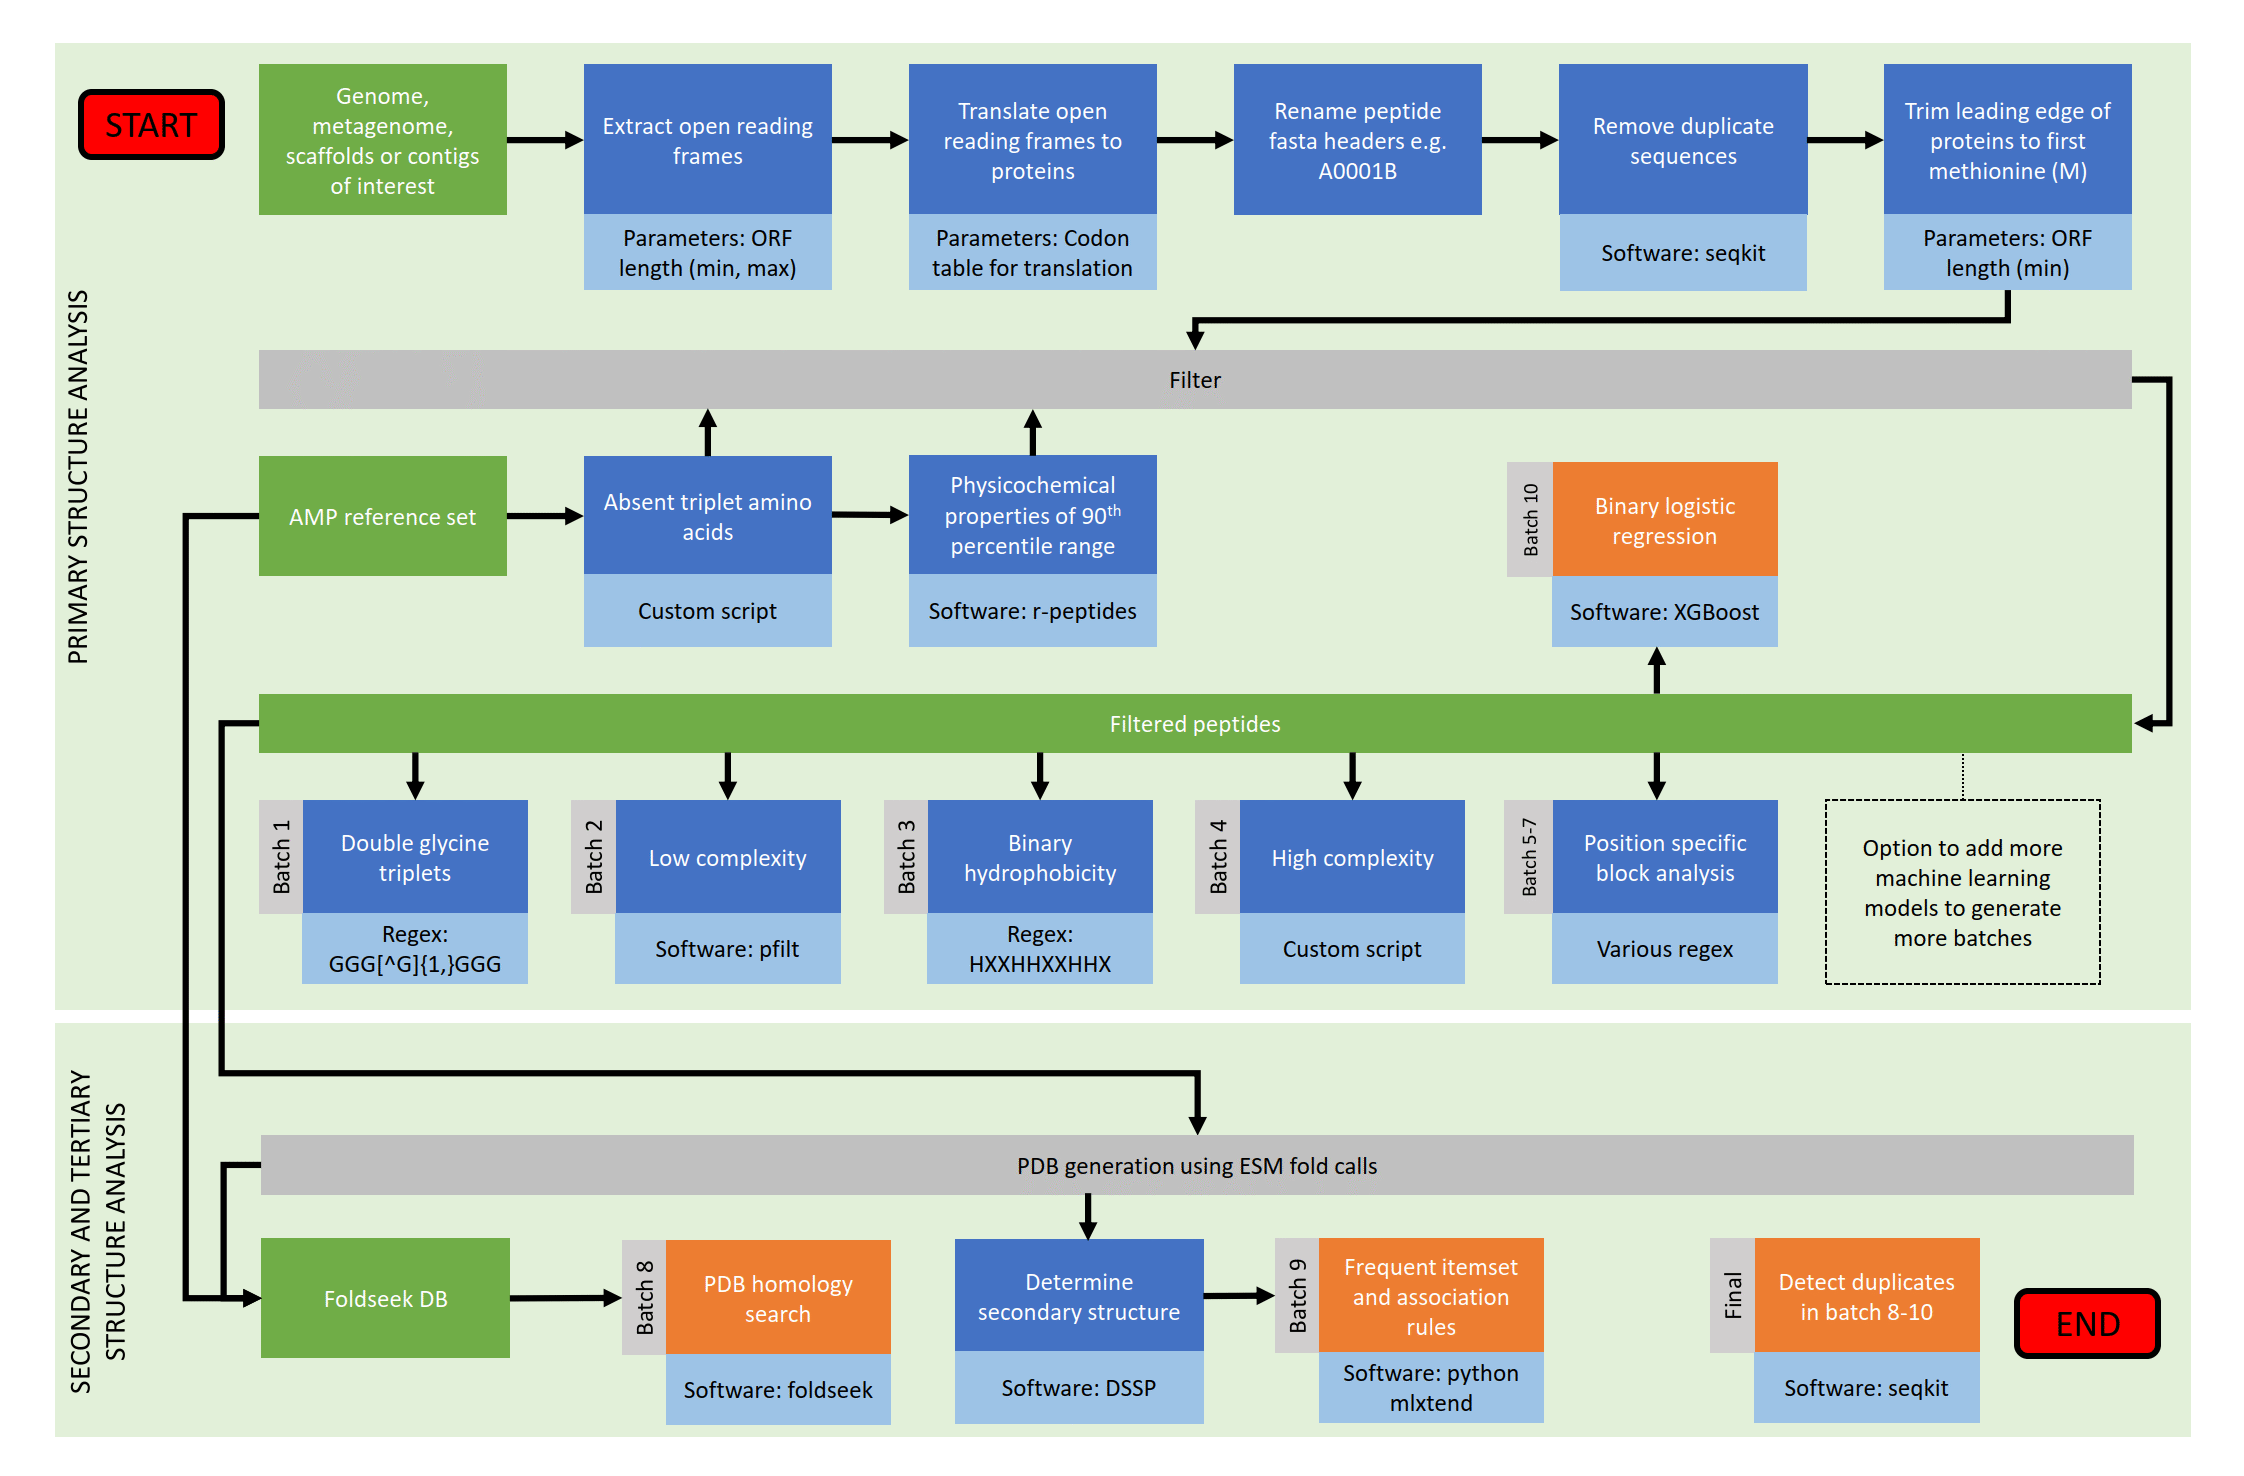 START
Genome,
metagenome,
scaffolds or contigs
of interest
Extract open reading
frames
Parameters: ORF
length (min, max)
Translate open
reading frames to
proteins
Parameters: Codon
table for translation
Rename peptide
fasta headers e.g.
A0001B
Remove duplicate
sequences
Software: seqkit
Trim leading edge of
proteins to first
methionine (M)
Parameters: ORF
length (min)
PRIMARY STRUCTURE ANALYSIS
Filter
AMP reference set
Absent triplet amino
acids
Custom script
Physicochemical
properties of 90th
percentile range
Software: r-peptides
Batch 10
Binary logistic
regression
Software: XGBoost
Filtered peptides
Batch 1
Double glycine
triplets
Regex:
GGG[^G]{1,}GGG
Batch 2
Low complexity
Software: pfilt
Batch 3
Binary
hydrophobicity
Regex:
HXXHHXXHHX
Batch 4
High complexity
Custom script
Batch 5-7
Position specific
block analysis
Various regex
Option to add more
machine learning
models to generate
more batches
SECONDARY AND TERTIARY
STRUCTURE ANALYSIS
PDB generation using ESM fold calls
Foldseek DB
Batch 8
PDB homology
search
Software: foldseek
Determine
secondary structure
Software: DSSP
Batch 9
Frequent itemset
and association
rules
Software: python
mlxtend
Final
Detect duplicates
in batch 8-10
Software: seqkit
END